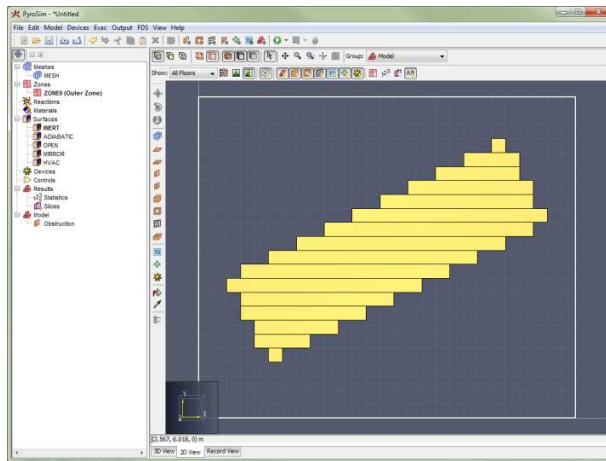 PyroSim - *Untitled
File Edit Model Devices Evac Output FDS View Help
Group: Model
Show: All Floors
Meshes
MESH
Zones
ZONE0 (Outer Zone)
Reactions
Materials
Surfaces
INERT
ADIABATIC
OPEN
MIRROR
HVAC
Devices
Controls
Results
Statistics
Slices
Model
Obstruction
Y
Z X
(2.567, 6.018, 0) m
3D View 2D View Record View